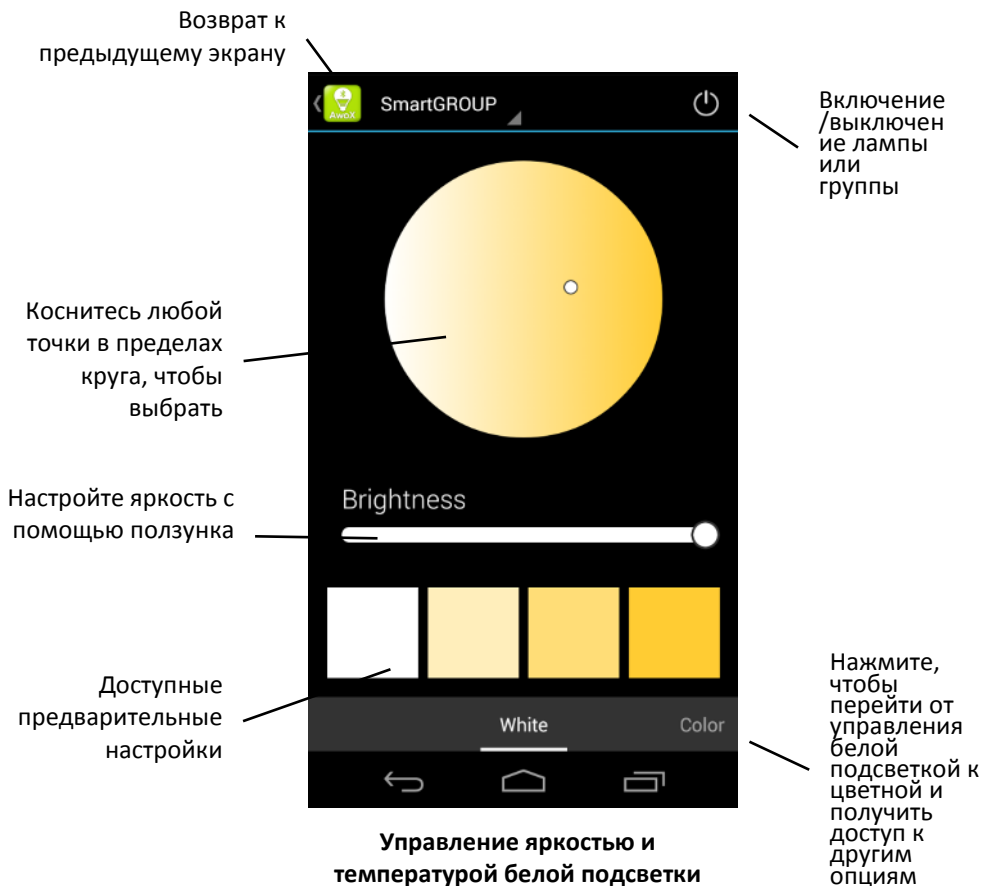 Возврат к
предыдущему экрану
AwoX
SmartGROUP
Включение
/выключен
ие лампы
или
группы
Коснитесь любой
точки в пределах
круга, чтобы
выбрать
Настройте яркость с
помощью ползунка
Brightness
Доступные
предварительные
настройки
White
Color
Нажмите,
чтобы
перейти от
управления
белой
подсветкой к
цветной и
получить
доступ к
другим
опциям
Управление яркостью и
температурой белой подсветки